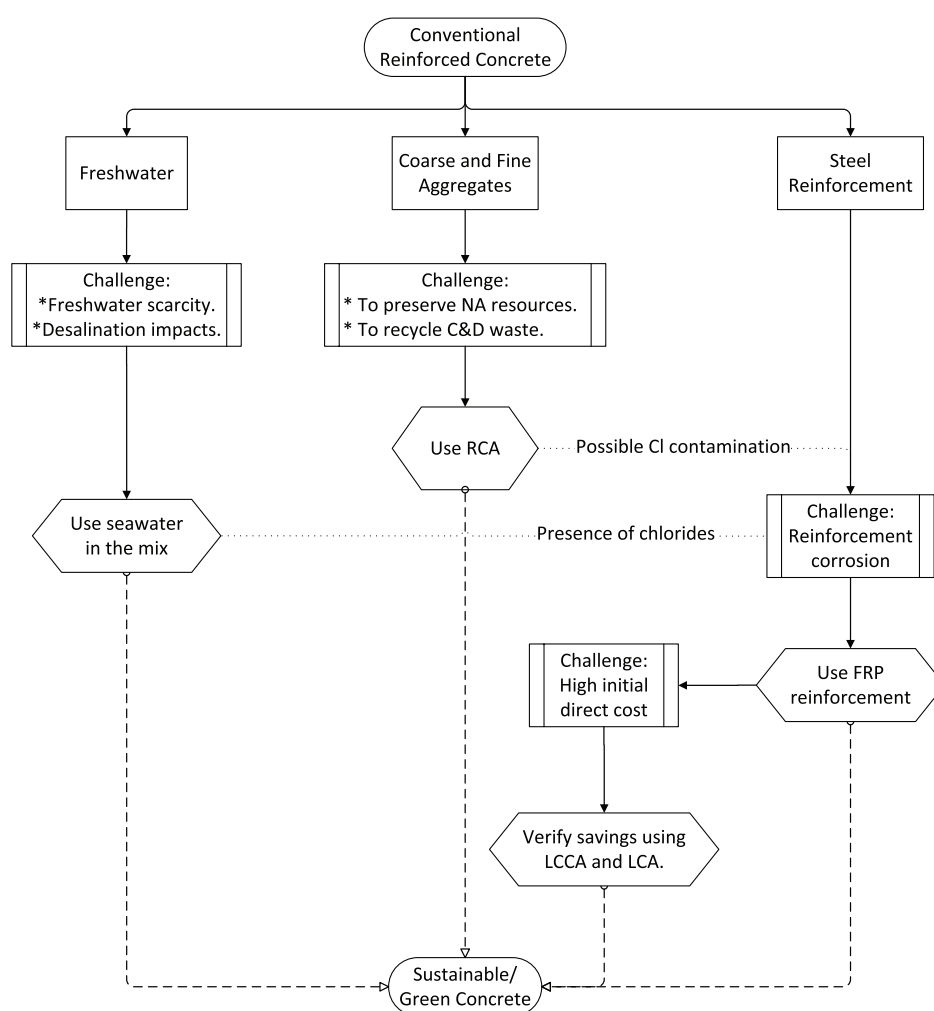 Conventional
Reinforced Concrete
Freshwater
Coarse and Fine
Aggregates
Steel
Reinforcement
Challenge:
*Freshwater scarcity.
*Desalination impacts.
Challenge:
* To preserve NA resources.
* To recycle C&D waste.
Use RCA
Possible Cl contamination
Use seawater
in the mix
Presence of chlorides
Challenge:
Reinforcement
corrosion
Challenge:
High initial
direct cost
Use FRP
reinforcement
Verify savings using
LCCA and LCA.
Sustainable/
Green Concrete